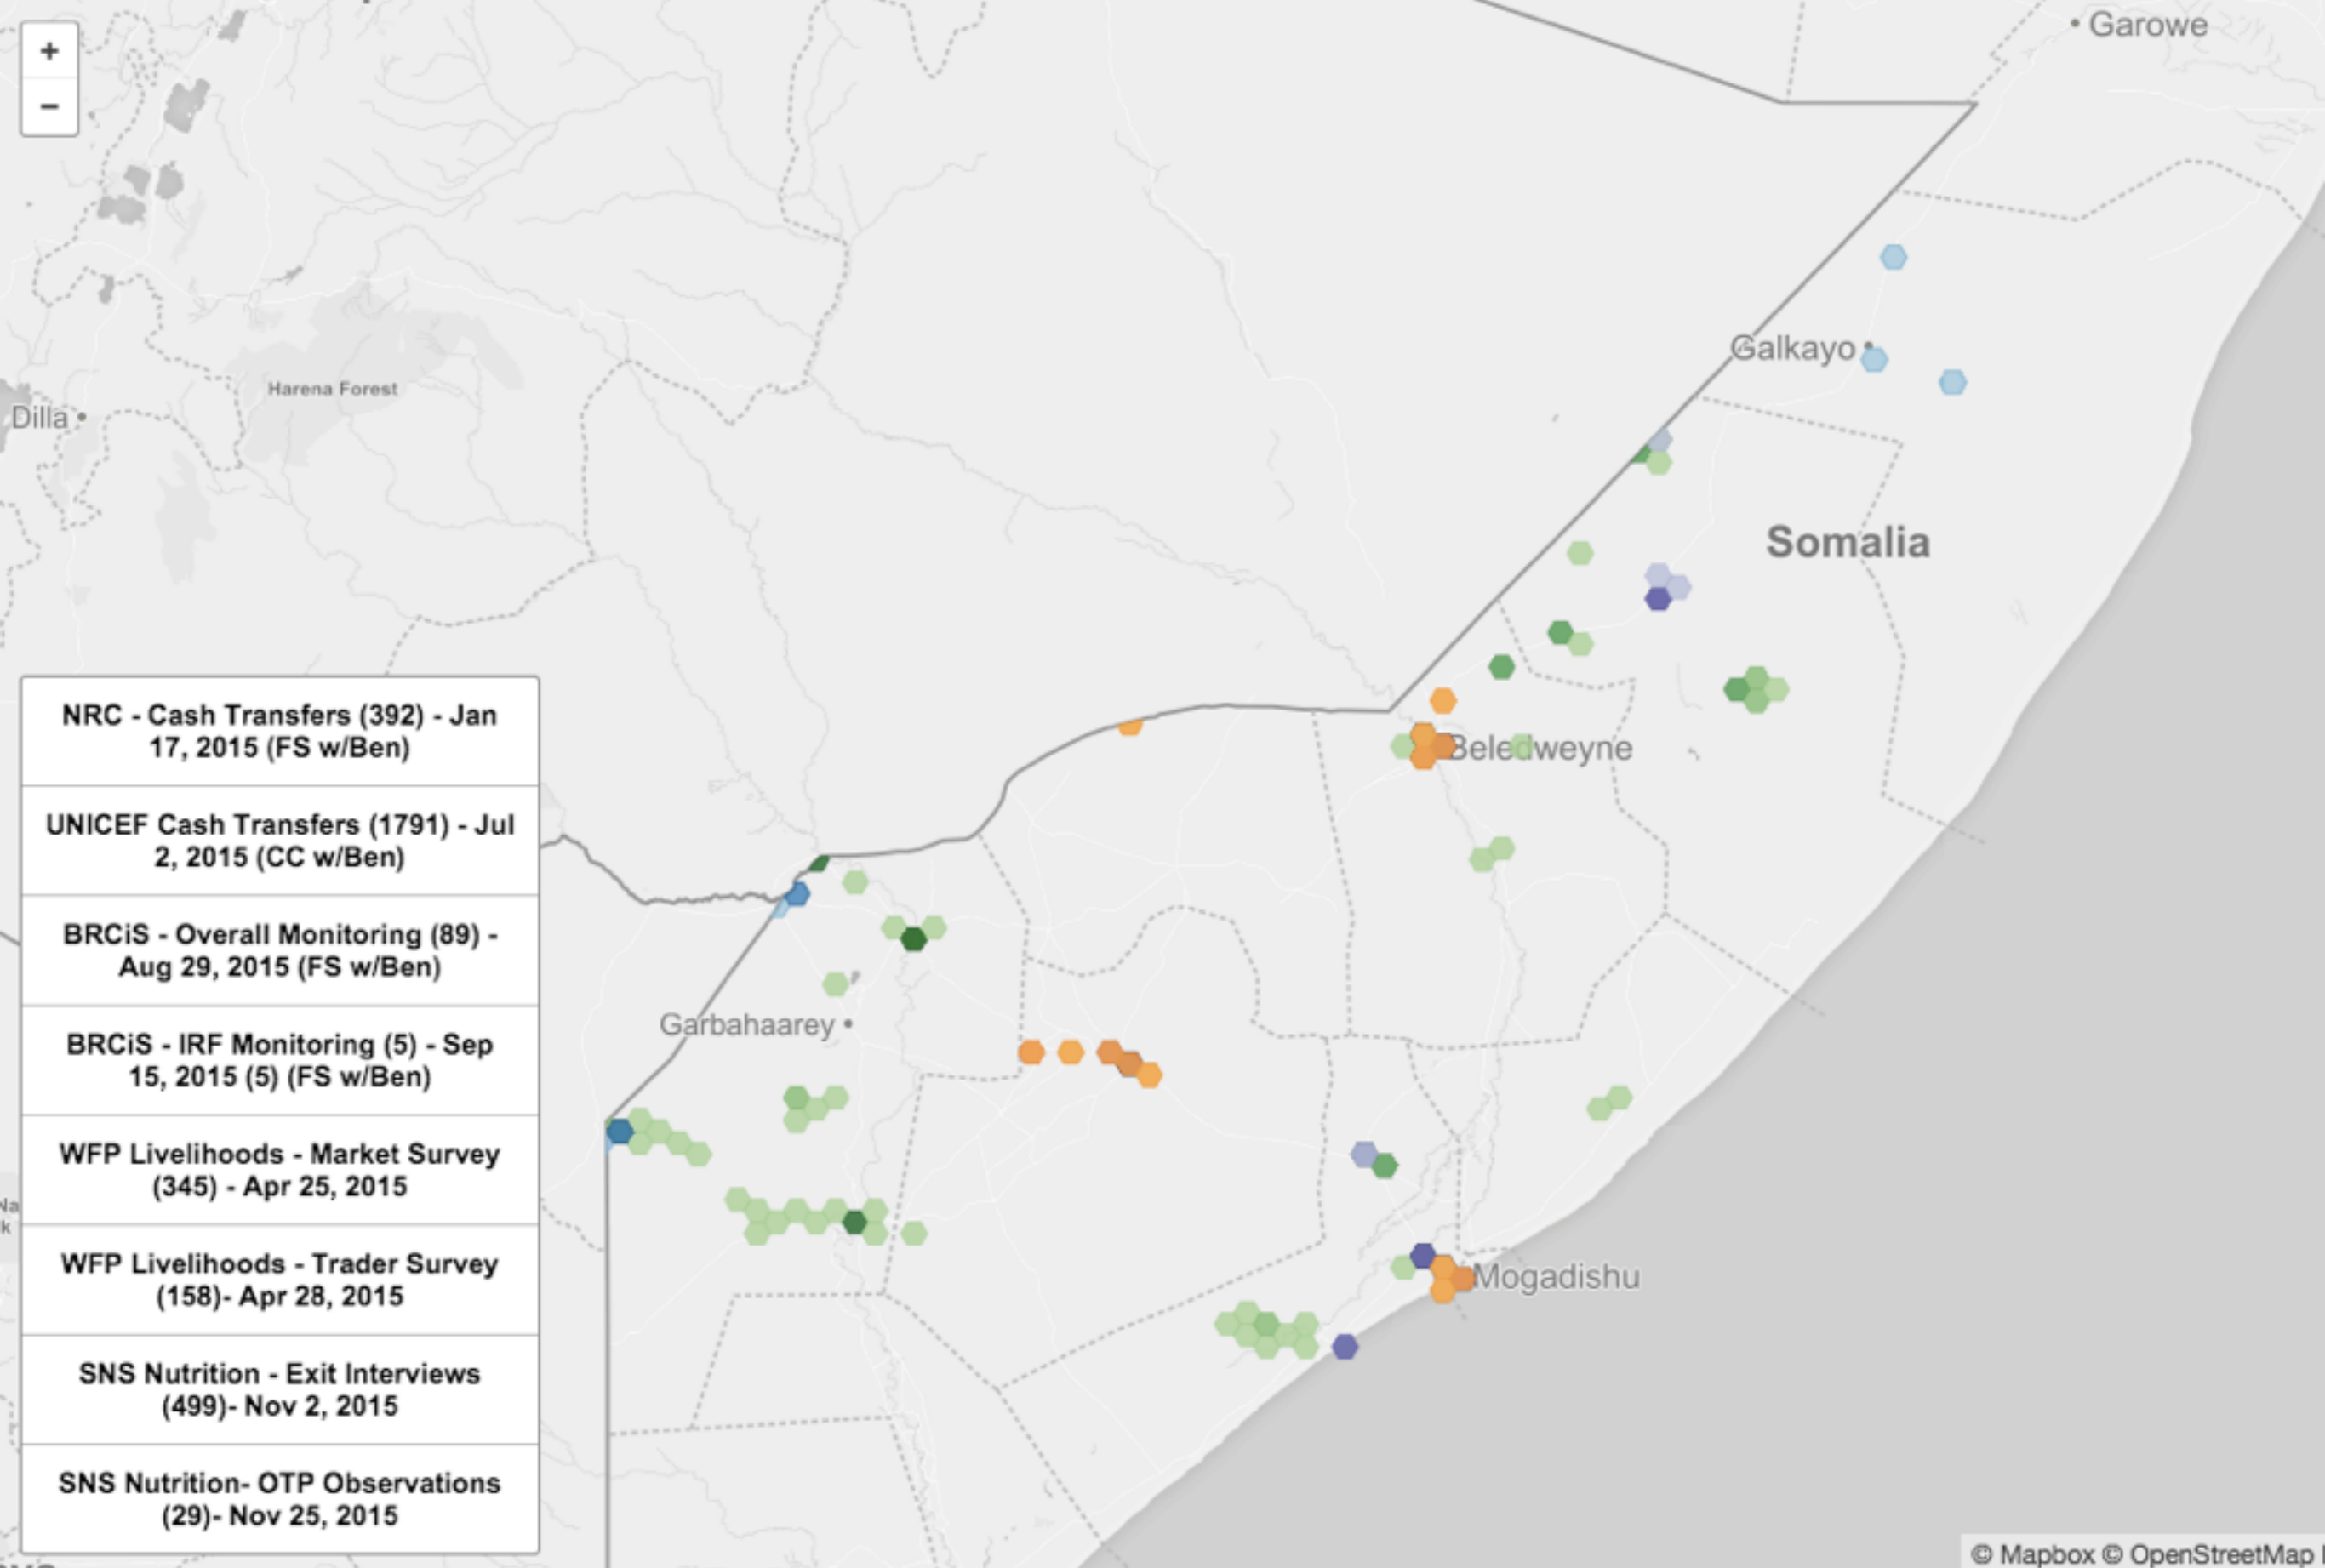 Garowe
+
−
Galkayo
Harena Forest
Dilla
Somalia
NRC - Cash Transfers (392) - Jan
17, 2015 (FS w/Ben)
Beledweyne
UNICEF Cash Transfers (1791) - Jul
2, 2015 (CC w/Ben)
BRCiS - Overall Monitoring (89) -
Aug 29, 2015 (FS w/Ben)
Garbahaarey
BRCiS - IRF Monitoring (5) - Sep
15, 2015 (5) (FS w/Ben)
WFP Livelihoods - Market Survey
(345) - Apr 25, 2015
Na
k
WFP Livelihoods - Trader Survey
(158)- Apr 28, 2015
Mogadishu
SNS Nutrition - Exit Interviews
(499)- Nov 2, 2015
SNS Nutrition- OTP Observations
(29)- Nov 25, 2015
© Mapbox © OpenStreetMap